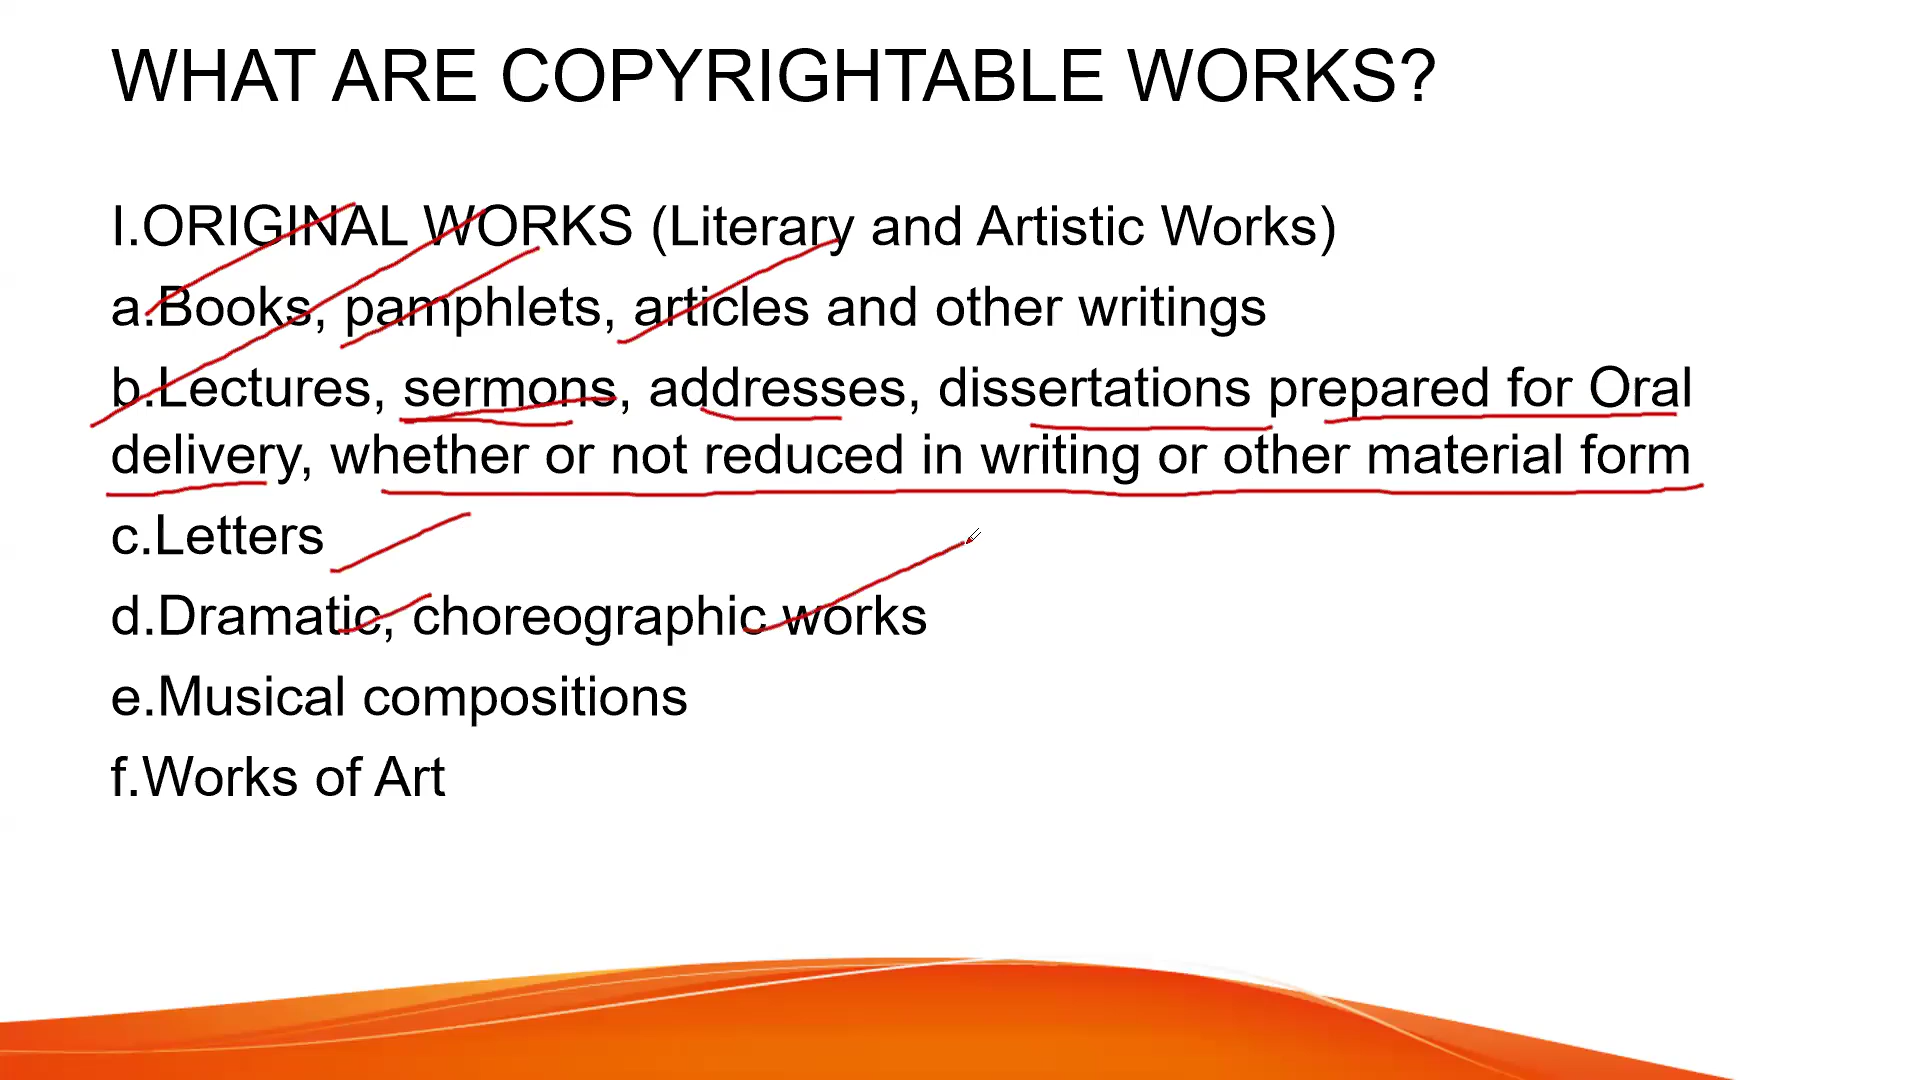 WHAT ARE COPYRIGHTABLE WORKS?
I.ORIGINAL WORKS (Literary and Artistic Works)
a.Books, pamphlets, articles and other writings
b.Lectures, sermons, addresses, dissertations prepared for Oral
delivery, whether or not reduced in writing or other material form
c.Letters
d.Dramatic, choreographic works
e.Musical compositions
f.Works of Art